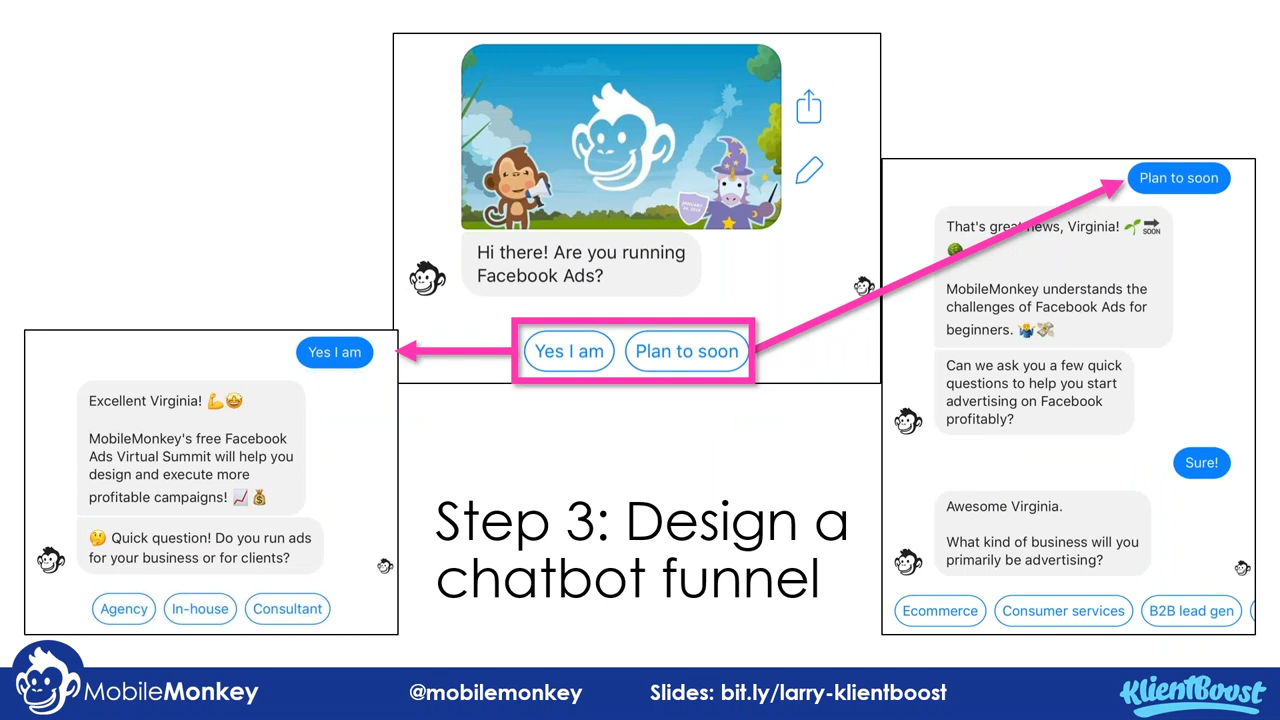 Hi there! Are you running
Facebook Ads?
Yes I am
Plan to soon
Yes I am
Excellent Virginia! 💪🤩
MobileMonkey's free Facebook
Ads Virtual Summit will help you
design and execute more
profitable campaigns! 📈💰
🤔 Quick question! Do you run ads
for your business or for clients?
Agency
In-house
Consultant
Plan to soon
That's great news, Virginia! 🌱🔜
MobileMonkey understands the
challenges of Facebook Ads for
beginners. 🤷‍♂️💸
Can we ask you a few quick
questions to help you start
advertising on Facebook
profitably?
Sure!
Awesome Virginia.
What kind of business will you
primarily be advertising?
Ecommerce
Consumer services
B2B lead gen
Step 3: Design a
chatbot funnel
MobileMonkey
@mobilemonkey
Slides: bit.ly/larry-klientboost
KlientBoost